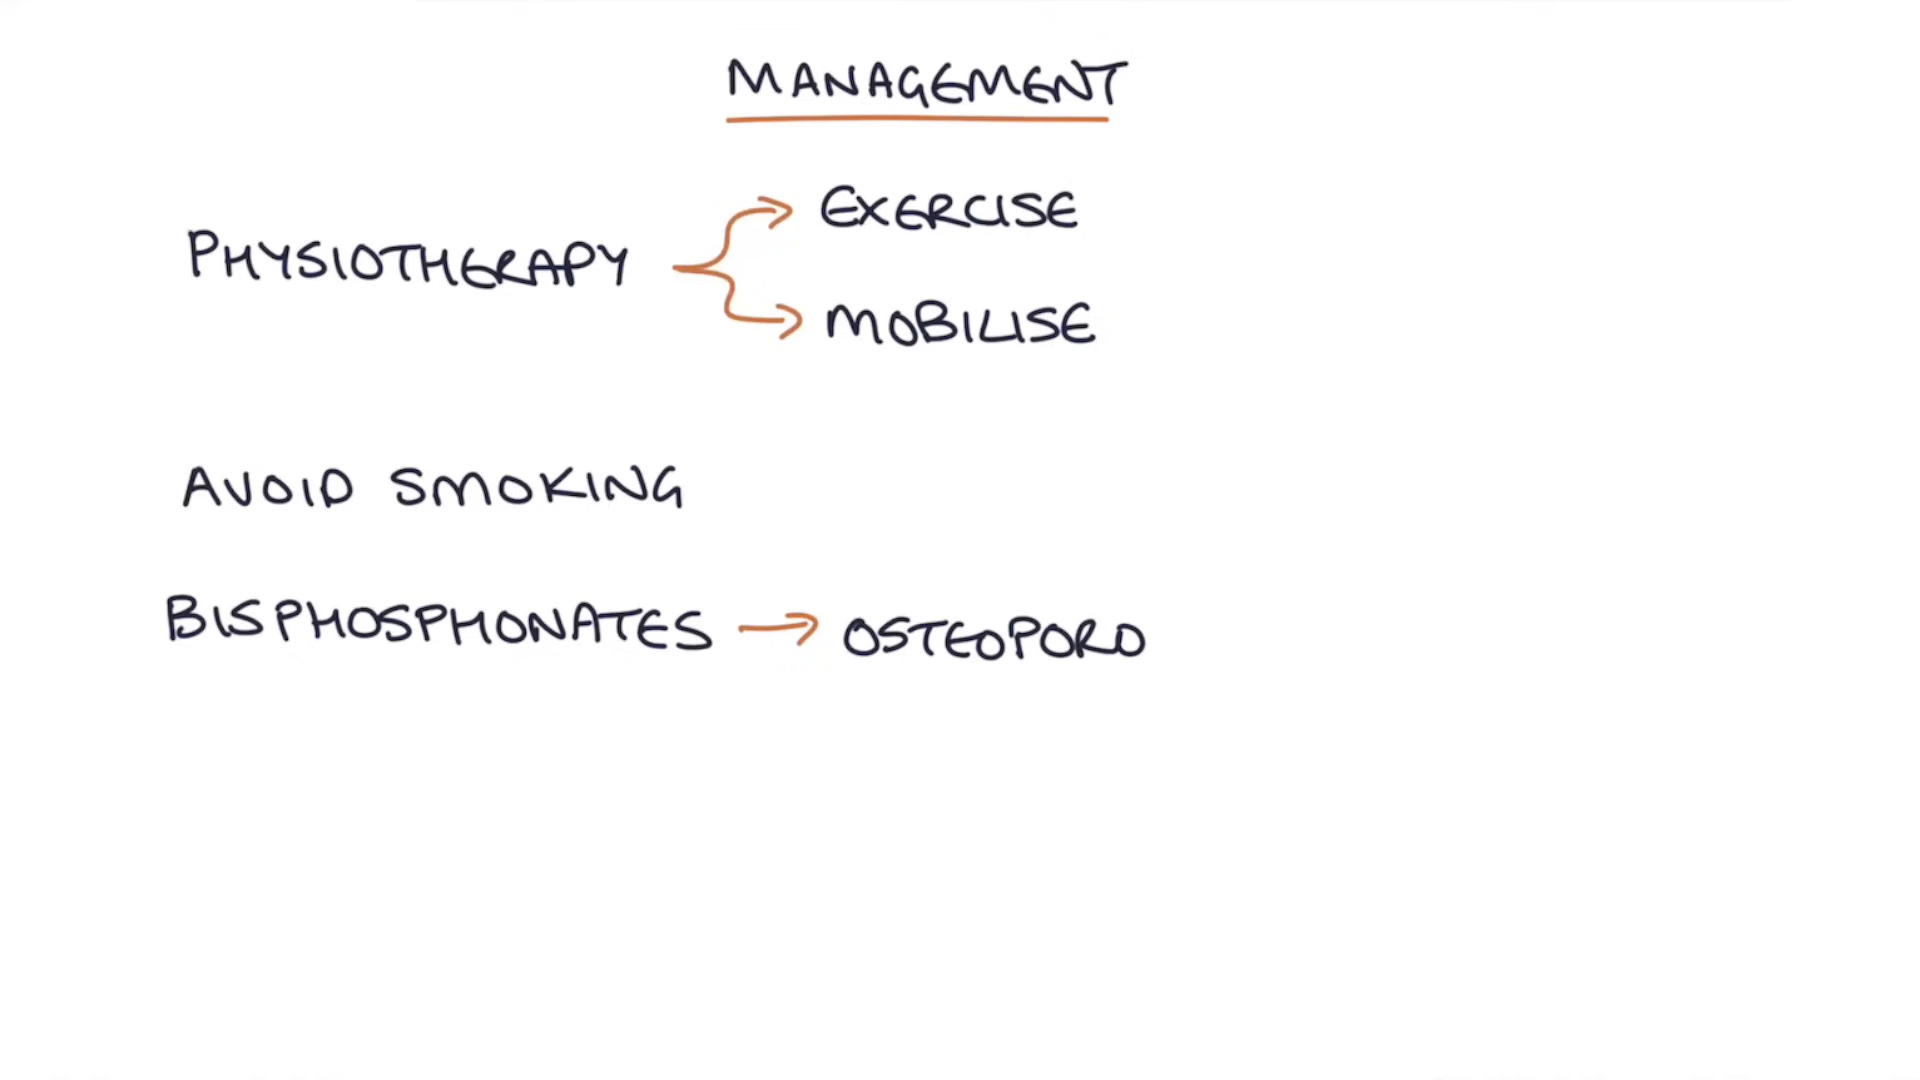 MANAGEMENT
EXERCISE
PHYSIOTHERAPY
MOBILISE
AVOID SMOKING
BISPHOSPHONATES → OSTEOPORO